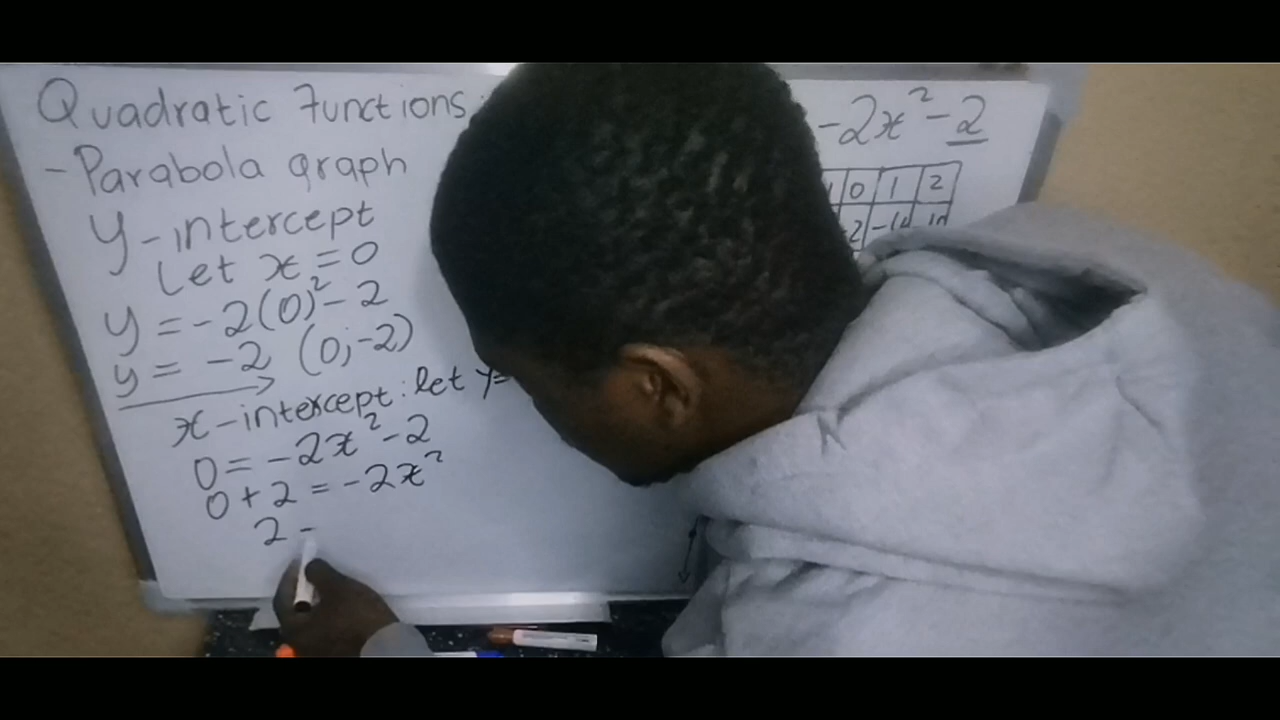 Quadratic Functions:
- Parabola graph
y-intercept
Let x = 0
y = -2(0)² - 2
y = -2 (0;-2)
x-intercept: let y=
0 = -2x² - 2
0 + 2 = -2x²
2 -
-2x² - 2
0 1 2